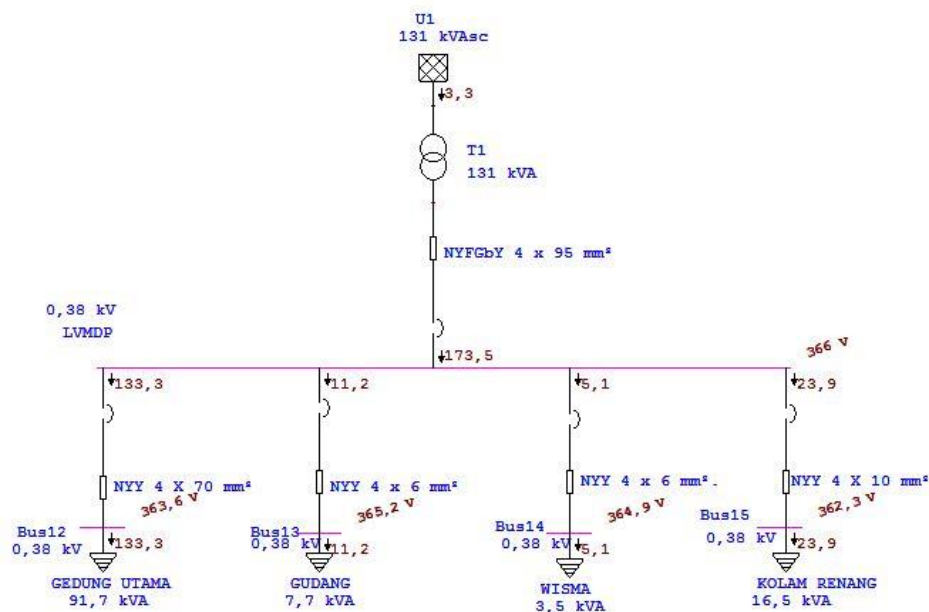 U1
131 kVAsc
3,3
T1
131 kVA
NYFGbY 4 x 95 mm²
0,38 kV
LVMDP
173,5
366 V
133,3
11,2
5,1
23,9
NYY 4 X 70 mm²
NYY 4 x 6 mm²
NYY 4 x 6 mm².
NYY 4 X 10 mm²
363,6 V
365,2 V
364,9 V
362,3 V
Bus12
0,38 kV
133,3
Bus13
0,38 kV
11,2
Bus14
0,38 kV
5,1
Bus15
0,38 kV
23,9
GEDUNG UTAMA
91,7 kVA
GUDANG
7,7 kVA
WISMA
3,5 kVA
KOLAM RENANG
16,5 kVA